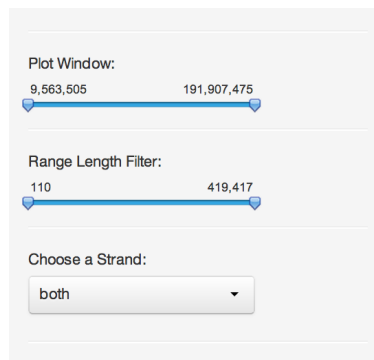 Plot Window:
9,563,505 191,907,475
Range Length Filter:
110 419,417
Choose a Strand:
both